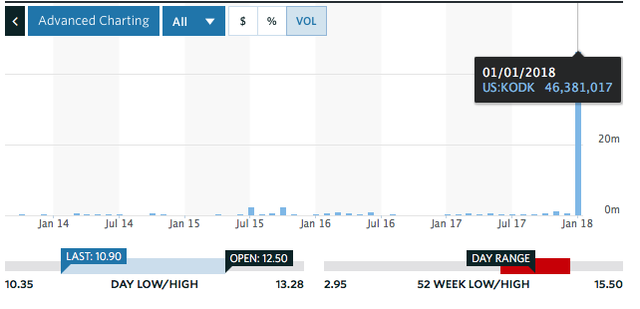 Advanced Charting All $ % VOL
01/01/2018
US:KODK 46,381,017
20m
0m
Jan 14 Jul 14 Jan 15 Jul 15 Jan 16 Jul 16 Jan 17 Jul 17 Jan 18
LAST: 10.90 OPEN: 12.50 DAY RANGE
10.35 DAY LOW/HIGH 13.28 2.95 52 WEEK LOW/HIGH 15.50